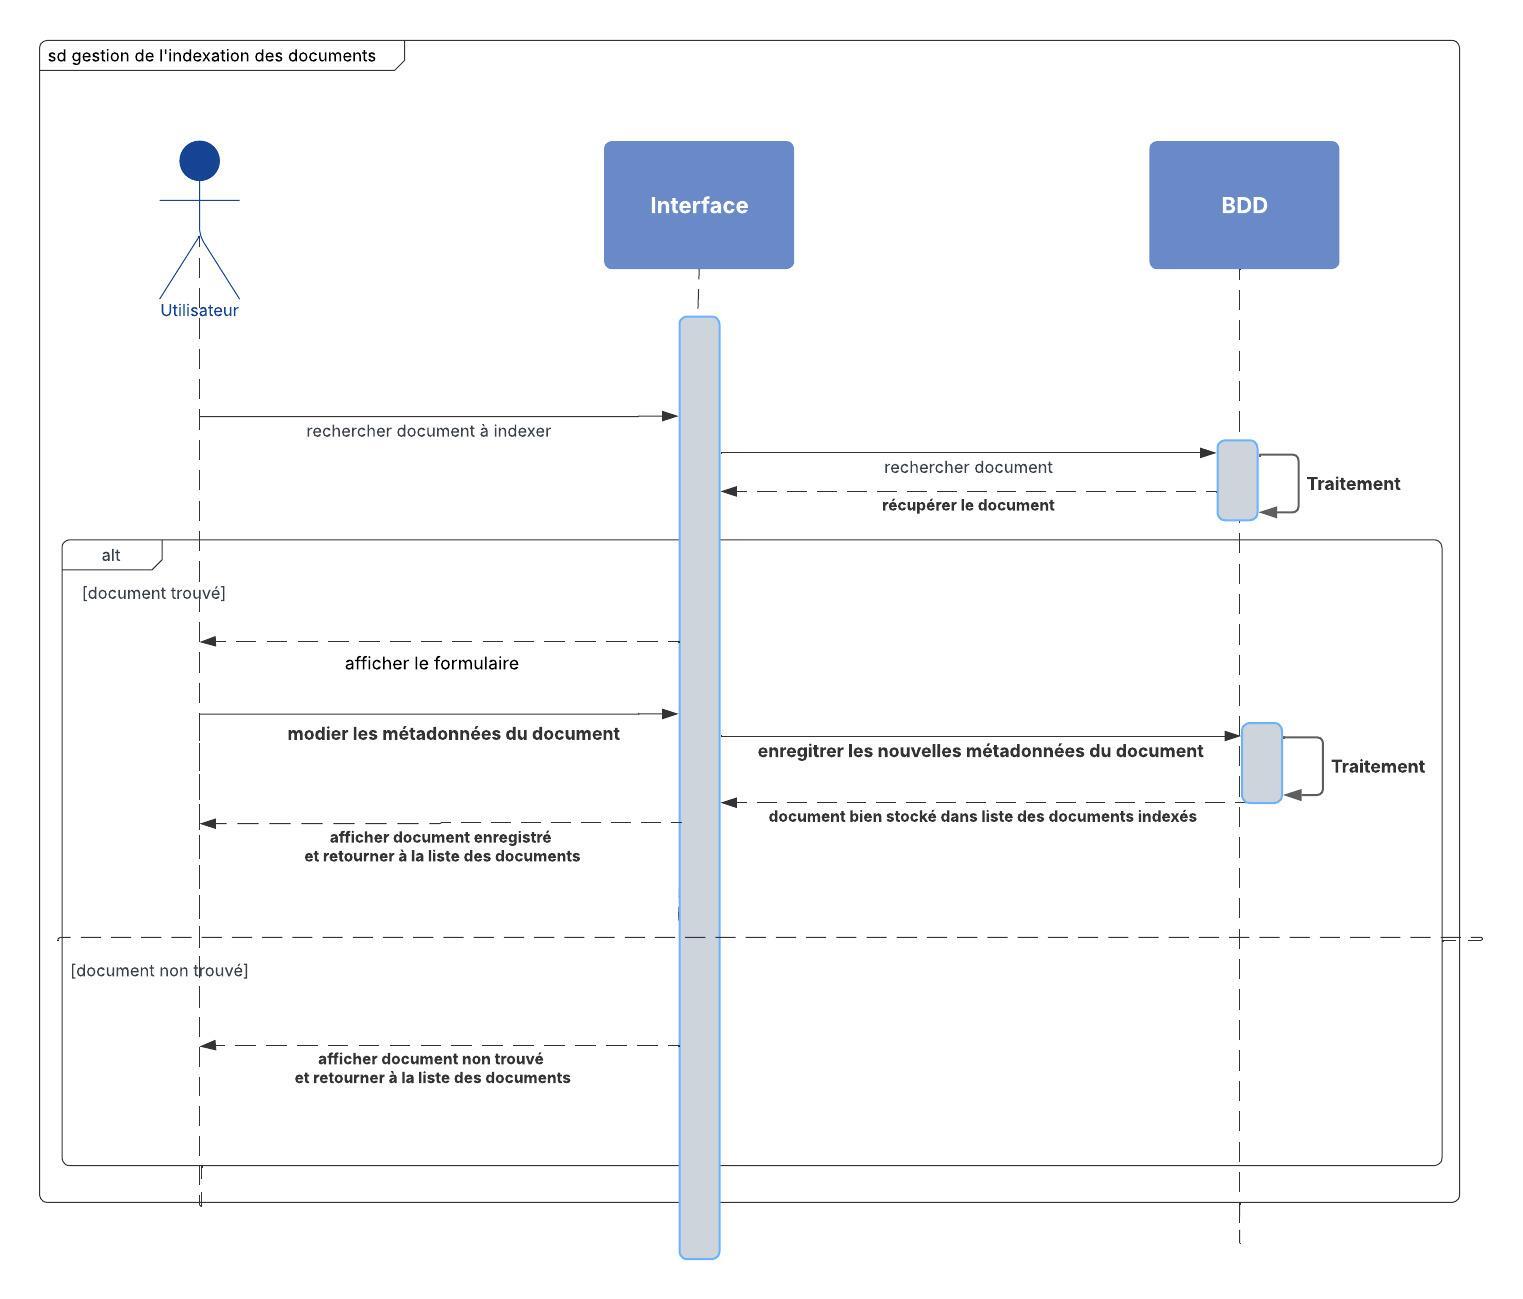 sd gestion de l'indexation des documents
Interface
BDD
Utilisateur
rechercher document à indexer
rechercher document
Traitement
récupérer le document
alt
[document trouvé]
afficher le formulaire
modier les métadonnées du document
enregitrer les nouvelles métadonnées du document
Traitement
document bien stocké dans liste des documents indexés
afficher document enregistré
et retourner à la liste des documents
[document non trouvé]
afficher document non trouvé
et retourner à la liste des documents